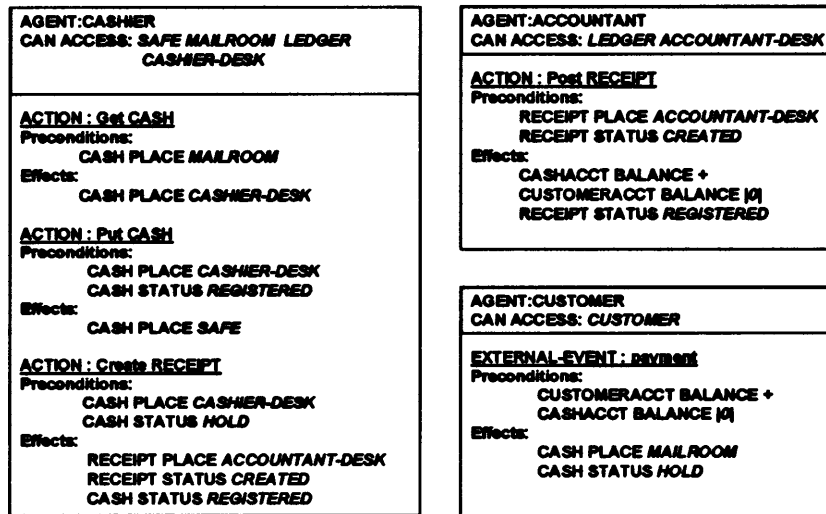 AGENT:CASHIER
CAN ACCESS: SAFE MAILROOM LEDGER
CASHIER-DESK
ACTION : Get CASH
Preconditions:
CASH PLACE MAILROOM
Effects:
CASH PLACE CASHIER-DESK
ACTION : Put CASH
Preconditions:
CASH PLACE CASHIER-DESK
CASH STATUS REGISTERED
Effects:
CASH PLACE SAFE
ACTION : Create RECEIPT
Preconditions:
CASH PLACE CASHIER-DESK
CASH STATUS HOLD
Effects:
RECEIPT PLACE ACCOUNTANT-DESK
RECEIPT STATUS CREATED
CASH STATUS REGISTERED
AGENT:ACCOUNTANT
CAN ACCESS: LEDGER ACCOUNTANT-DESK
ACTION : Post RECEIPT
Preconditions:
RECEIPT PLACE ACCOUNTANT-DESK
RECEIPT STATUS CREATED
Effects:
CASHACCT BALANCE +
CUSTOMERACCT BALANCE |0|
RECEIPT STATUS REGISTERED
AGENT:CUSTOMER
CAN ACCESS: CUSTOMER
EXTERNAL-EVENT : payment
Preconditions:
CUSTOMERACCT BALANCE +
CASHACCT BALANCE |0|
Effects:
CASH PLACE MAILROOM
CASH STATUS HOLD